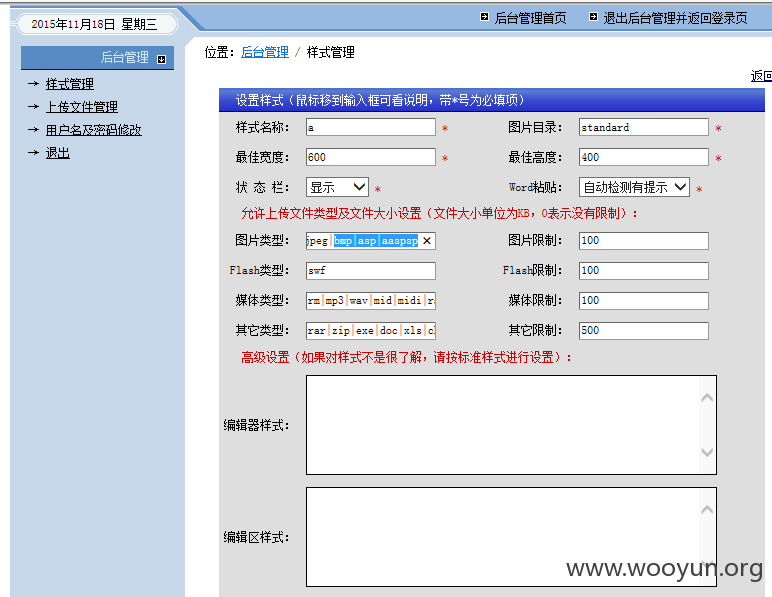 2015年11月18日 星期三
后台管理首页 退出后台管理并返回登录页
后台管理
→ 样式管理
→ 上传文件管理
→ 用户名及密码修改
→ 退出
位置：后台管理 / 样式管理
返回
设置样式（鼠标移到输入框可看说明，带*号为必填项）
样式名称： a * 图片目录： standard *
最佳宽度： 600 * 最佳高度： 400 *
状 态 栏： 显示 * Word粘贴： 自动检测有提示 *
允许上传文件类型及文件大小设置（文件大小单位为KB，0表示没有限制）：
图片类型： jpeg|bmp|asp|aaspsp × 图片限制： 100
Flash类型： swf Flash限制： 100
媒体类型： rm|mp3|wav|mid|midi|ra 媒体限制： 100
其它类型： rar|zip|exe|doc|xls|ch 其它限制： 500
高级设置（如果对样式不是很了解，请按标准样式进行设置）：
编辑器样式：
编辑区样式：
www.wooyun.org